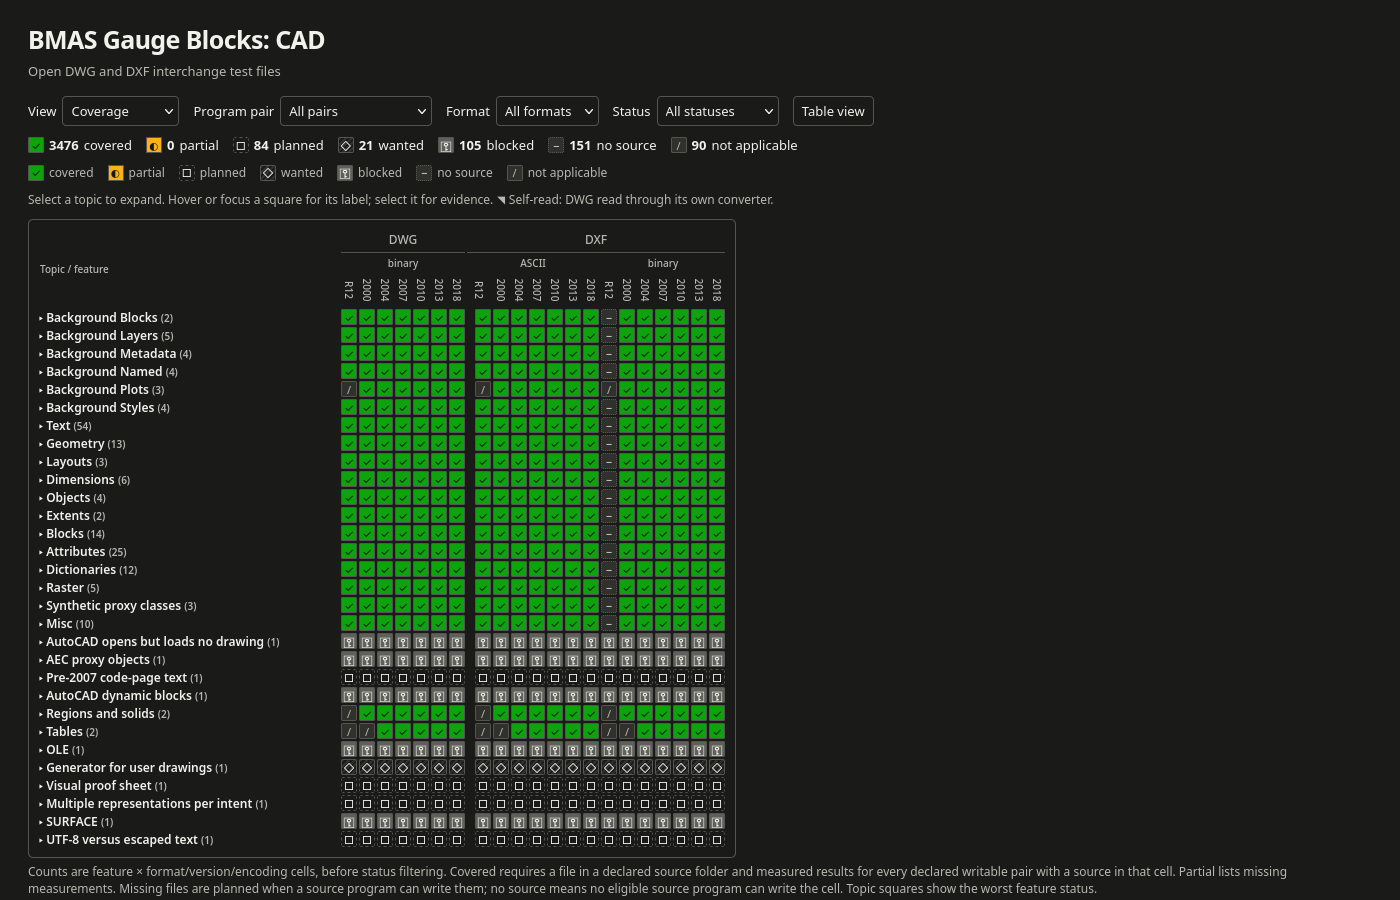 BMAS Gauge Blocks: CAD
Open DWG and DXF interchange test files
View Coverage Program pair All pairs Format All formats Status All statuses Table view
3476 covered 0 partial 84 planned 21 wanted 105 blocked 151 no source 90 not applicable
covered partial planned wanted blocked no source not applicable
Select a topic to expand. Hover or focus a square for its label; select it for evidence. ◥ Self-read: DWG read through its own converter.
DWG DXF
Topic / feature binary ASCII binary
R12 2000 2004 2007 2010 2013 2018 R12 2000 2004 2007 2010 2013 2018 R12 2000 2004 2007 2010 2013 2018
Background Blocks (2)
Background Layers (5)
Background Metadata (4)
Background Named (4)
Background Plots (3)
Background Styles (4)
Text (54)
Geometry (13)
Layouts (3)
Dimensions (6)
Objects (4)
Extents (2)
Blocks (14)
Attributes (25)
Dictionaries (12)
Raster (5)
Synthetic proxy classes (3)
Misc (10)
AutoCAD opens but loads no drawing (1)
AEC proxy objects (1)
Pre-2007 code-page text (1)
AutoCAD dynamic blocks (1)
Regions and solids (2)
Tables (2)
OLE (1)
Generator for user drawings (1)
Visual proof sheet (1)
Multiple representations per intent (1)
SURFACE (1)
UTF-8 versus escaped text (1)
Counts are feature × format/version/encoding cells, before status filtering. Covered requires a file in a declared source folder and measured results for every declared writable pair with a source in that cell. Partial lists missing
measurements. Missing files are planned when a source program can write them; no source means no eligible source program can write the cell. Topic squares show the worst feature status.